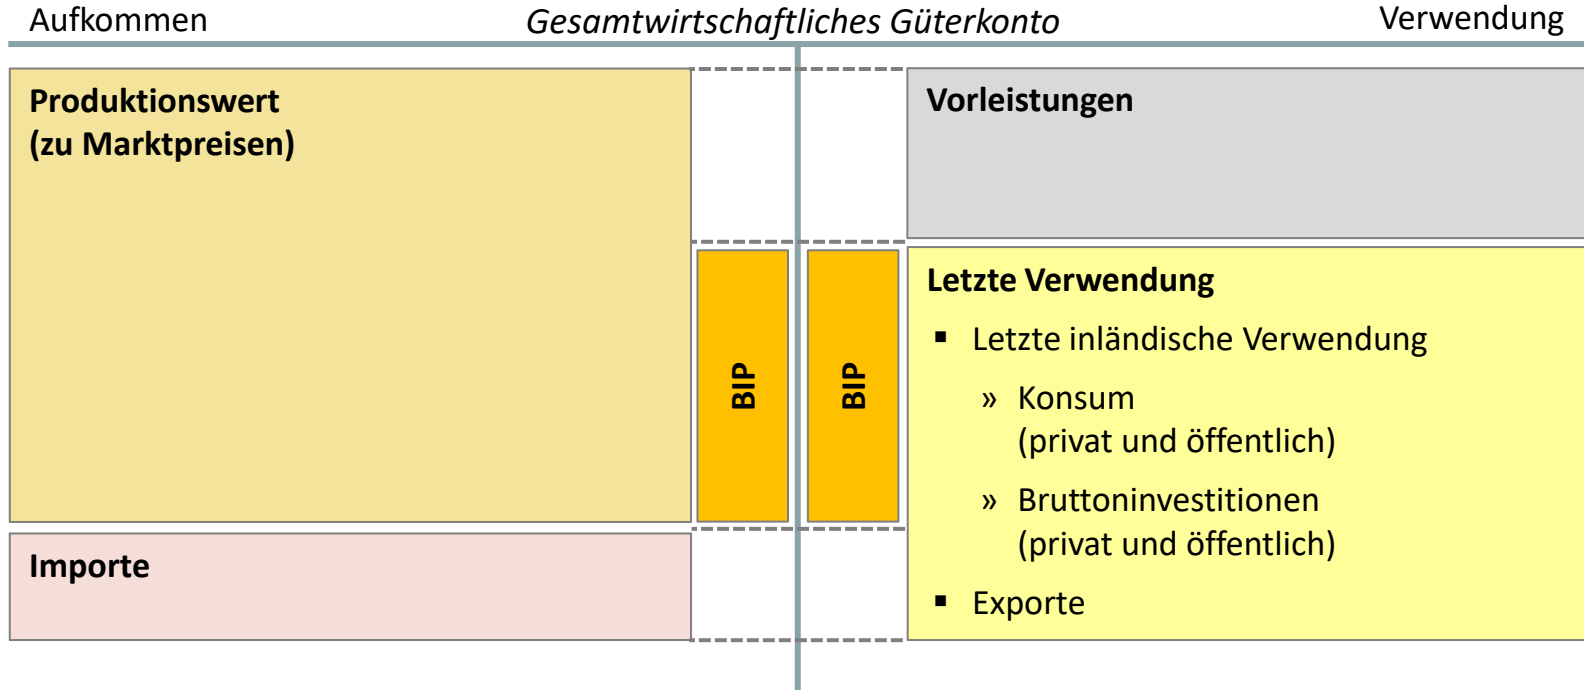 Aufkommen
Gesamtwirtschaftliches Güterkonto
Verwendung
Produktionswert
(zu Marktpreisen)
Importe
BIP
BIP
Vorleistungen
Letzte Verwendung
▪ Letzte inländische Verwendung
» Konsum
(privat und öffentlich)
» Bruttoninvestitionen
(privat und öffentlich)
▪ Exporte